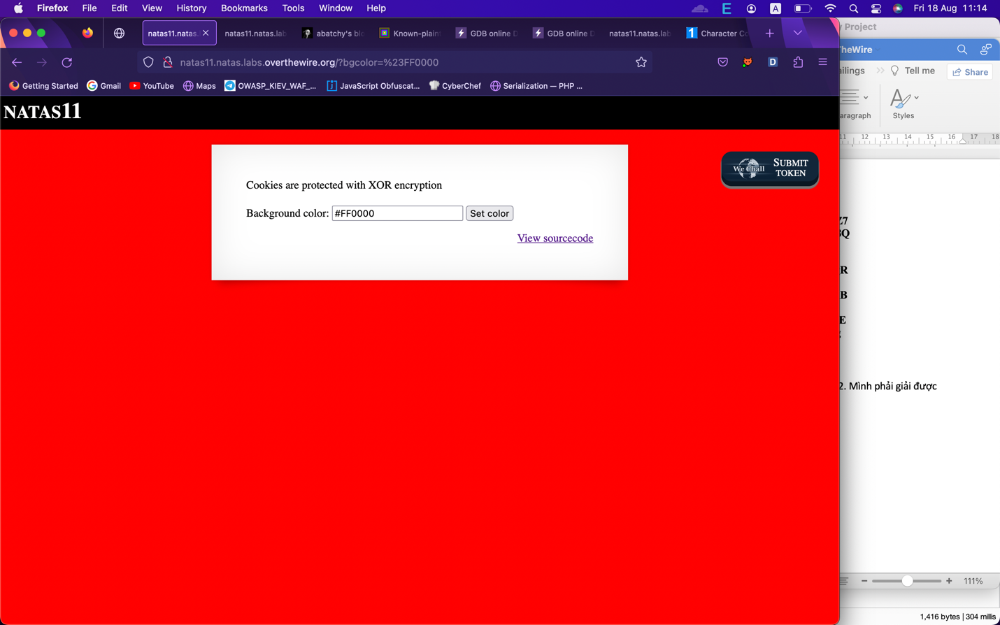 Firefox File Edit View History Bookmarks Tools Window Help
E A Fri 18 Aug 11:14
natas11.natas. natas11.natas.lab abatchy's blo Known-plain GDB online D GDB online D natas11.natas.lab 1 Character Co
natas11.natas.labs.overthewire.org/?bgcolor=%23FF0000
D
Getting Started Gmail YouTube Maps OWASP_KIEV_WAF_... JavaScript Obfuscat... CyberChef Serialization — PHP ...
NATAS11
Cookies are protected with XOR encryption
Background color: #FF0000 Set color
View sourcecode
We Chall SUBMIT TOKEN
Project
heWire
ailings Tell me Share
aragraph Styles
11 12 13 14 15 16 17 18
Z7
Q
R
B
E
2. Mình phải giải được
111%
1,416 bytes | 304 millis